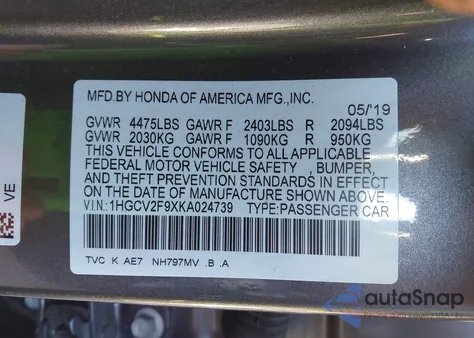 MFD.BY HONDA OF AMERICA MFG.,INC.
05/'19
GVWR 4475LBS GAWR F 2403LBS R 2094LBS
GVWR 2030KG GAWR F 1090KG R 950KG
THIS VEHICLE CONFORMS TO ALL APPLICABLE
FEDERAL MOTOR VEHICLE SAFETY , BUMPER,
AND THEFT PREVENTION STANDARDS IN EFFECT
ON THE DATE OF MANUFACTURE SHOWN ABOVE.
V.I.N.:1HGCV2F9XKA024739 TYPE:PASSENGER CAR
TVC K AE7 NH797MV .B .A
VE
autoSnap